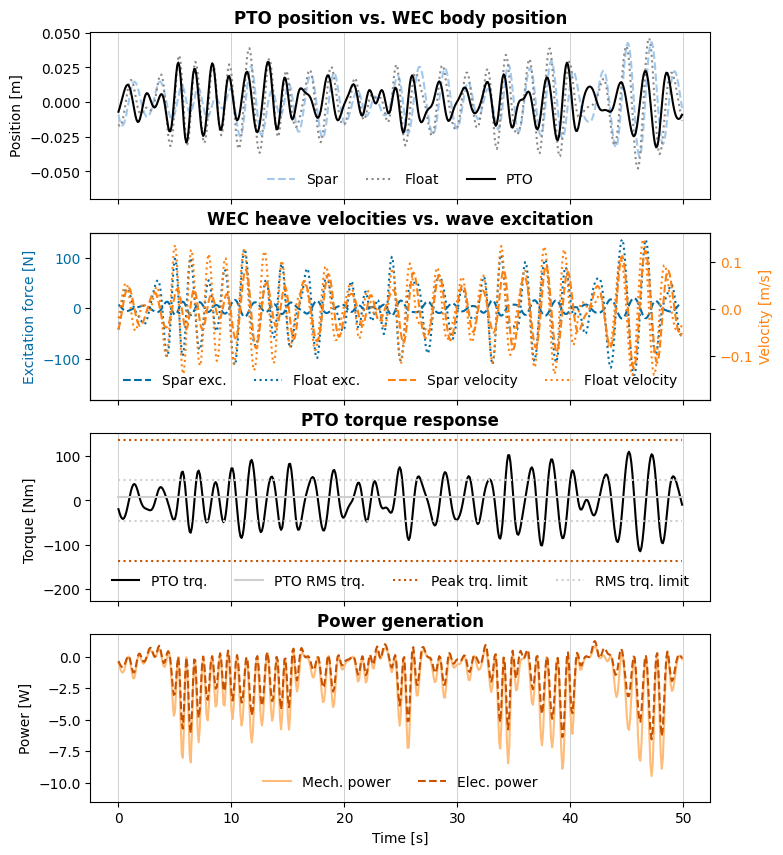 PTO position vs. WEC body position
0.050
0.025
0.000
−0.025
−0.050
Position [m]
Spar Float PTO
WEC heave velocities vs. wave excitation
100
0
−100
Excitation force [N]
0.1
0.0
−0.1
Velocity [m/s]
Spar exc. Float exc. Spar velocity Float velocity
PTO torque response
100
0
−100
−200
Torque [Nm]
PTO trq. PTO RMS trq. Peak trq. limit RMS trq. limit
Power generation
0.0
−2.5
−5.0
−7.5
−10.0
Power [W]
Mech. power Elec. power
0 10 20 30 40 50
Time [s]